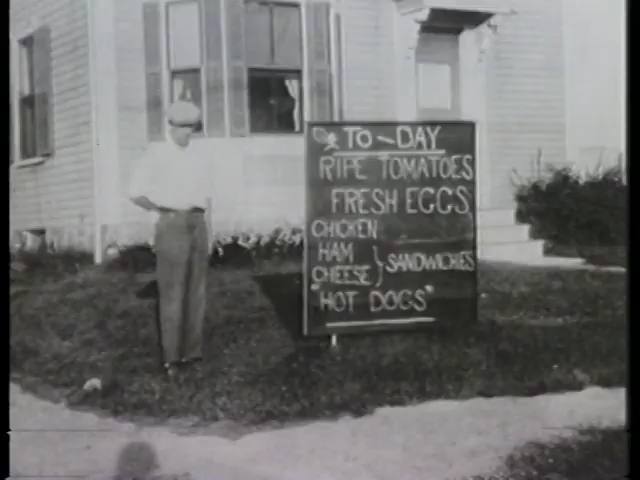 TO-DAY
RIPE TOMATOES
FRESH EGGS
CHICKEN
HAM } SANDWICHES
CHEESE
"HOT DOGS"